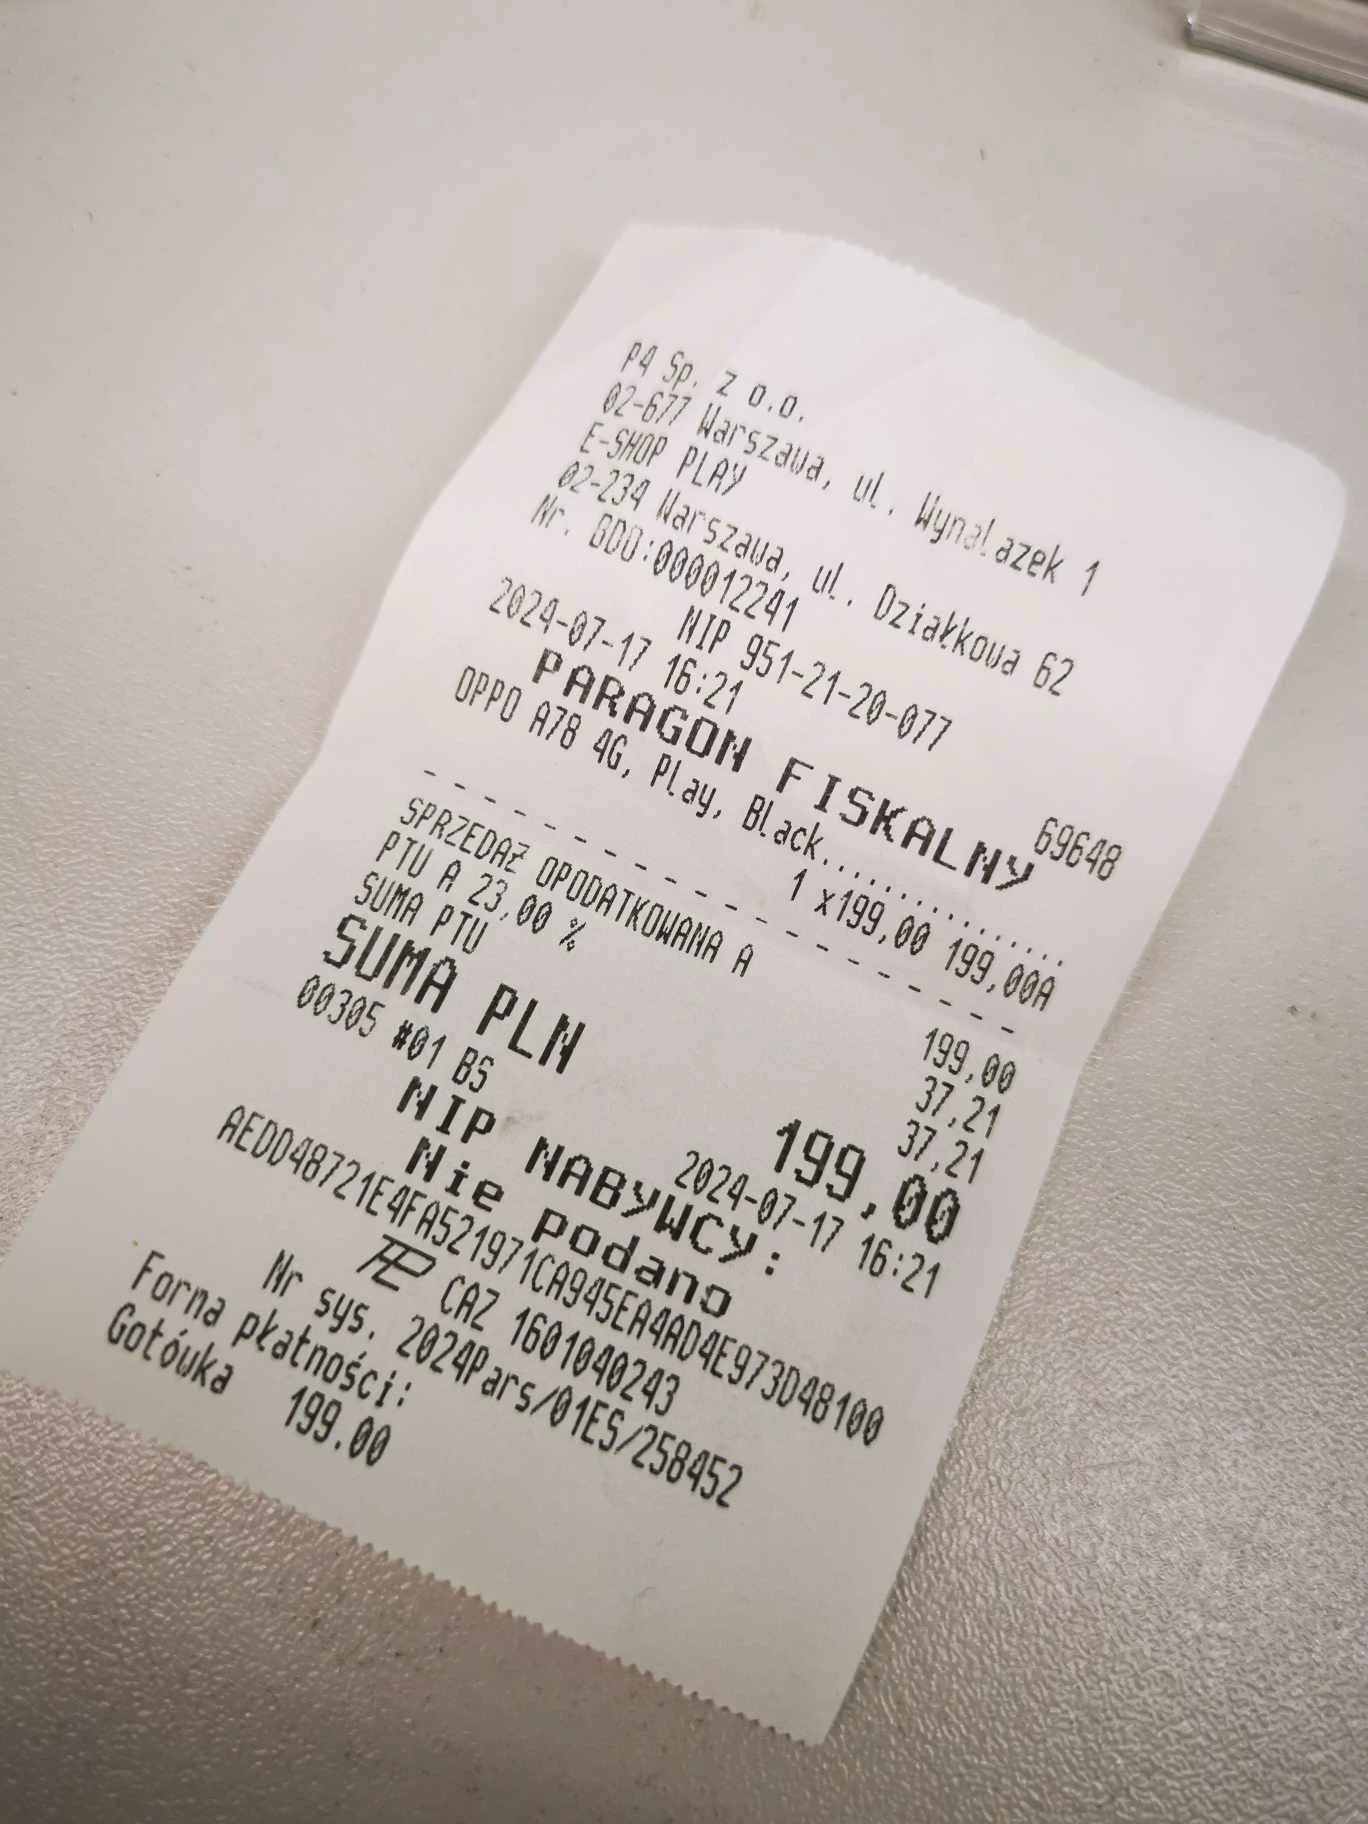 P4 Sp. z o.o.
02-677 Warszawa, ul. Wynalazek 1
E-SHOP PLAY
02-234 Warszawa, ul. Działkowa 62
Nr. BDO:000012241
NIP 951-21-20-077
2024-07-17 16:21 69648
PARAGON FISKALNY
OPPO A78 4G, Play, Black................
1 x199,00 199,00A
- - - - - - - - - - - - - - - - - - - -
SPRZEDAŻ OPODATKOWANA A 199,00
PTU A 23,00 % 37,21
SUMA PTU 37,21
SUMA PLN 199,00
00305 #01 BS 2024-07-17 16:21
NIP NABYWCY:
Nie podano
AEDD48721E4FA521971CA945EA4AD4E973D48100
CAZ 1601040243
Nr sys. 2024Pars/01ES/258452
Forma płatności:
Gotówka 199.00